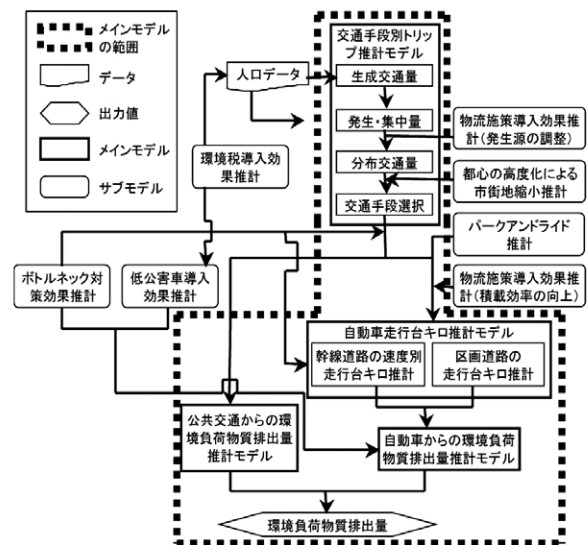 メインモデル
の範囲
データ
出力値
メインモデル
サブモデル
人口データ
交通手段別トリッ
プ推計モデル
生成交通量
発生・集中量
分布交通量
交通手段選択
物流施策導入効果推
計(発生源の調整)
都心の高度化による
市街地縮小推計
パークアンドライド
推計
物流施策導入効果推
計(積載効率の向上)
環境税導入効
果推計
ボトルネック対
策効果推計
低公害車導入
効果推計
自動車走行台キロ推計モデル
幹線道路の速度別
走行台キロ推計
区画道路の
走行台キロ推計
公共交通からの環
境負荷物質排出量
推計モデル
自動車からの環境負荷
物質排出量推計モデル
環境負荷物質排出量